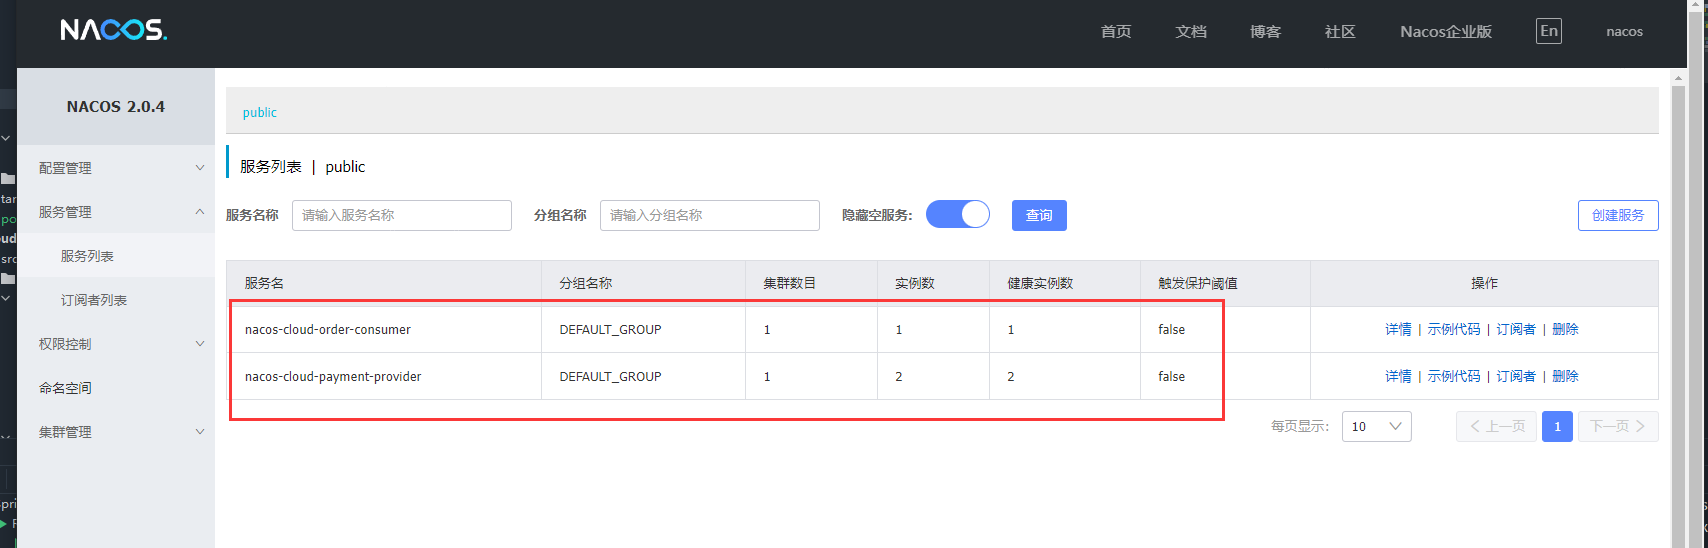 NACOS.
首页 文档 博客 社区 Nacos企业版 En nacos
NACOS 2.0.4
配置管理
服务管理
服务列表
订阅者列表
权限控制
命名空间
集群管理
public
服务列表 | public
服务名称 请输入服务名称 分组名称 请输入分组名称 隐藏空服务: 查询 创建服务
服务名 分组名称 集群数目 实例数 健康实例数 触发保护阈值 操作
nacos-cloud-order-consumer DEFAULT_GROUP 1 1 1 false 详情 | 示例代码 | 订阅者 | 删除
nacos-cloud-payment-provider DEFAULT_GROUP 1 2 2 false 详情 | 示例代码 | 订阅者 | 删除
每页显示: 10 上一页 1 下一页
tar
po
oud
src
-pri